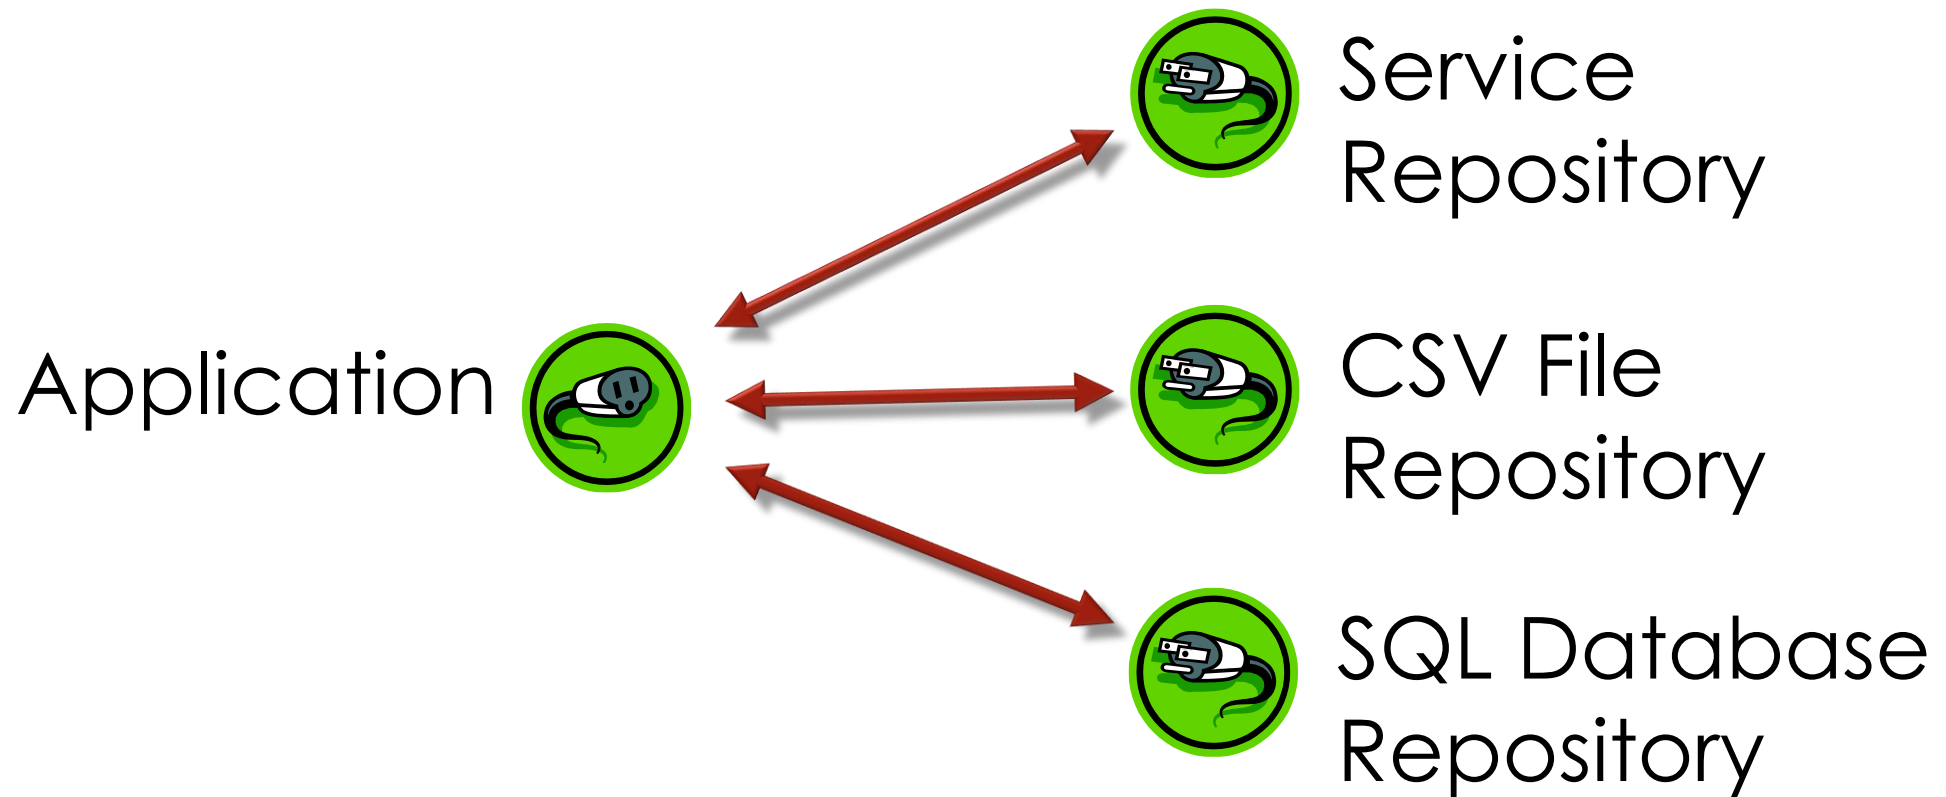 Application
Service
Repository
CSV File
Repository
SQL Database
Repository